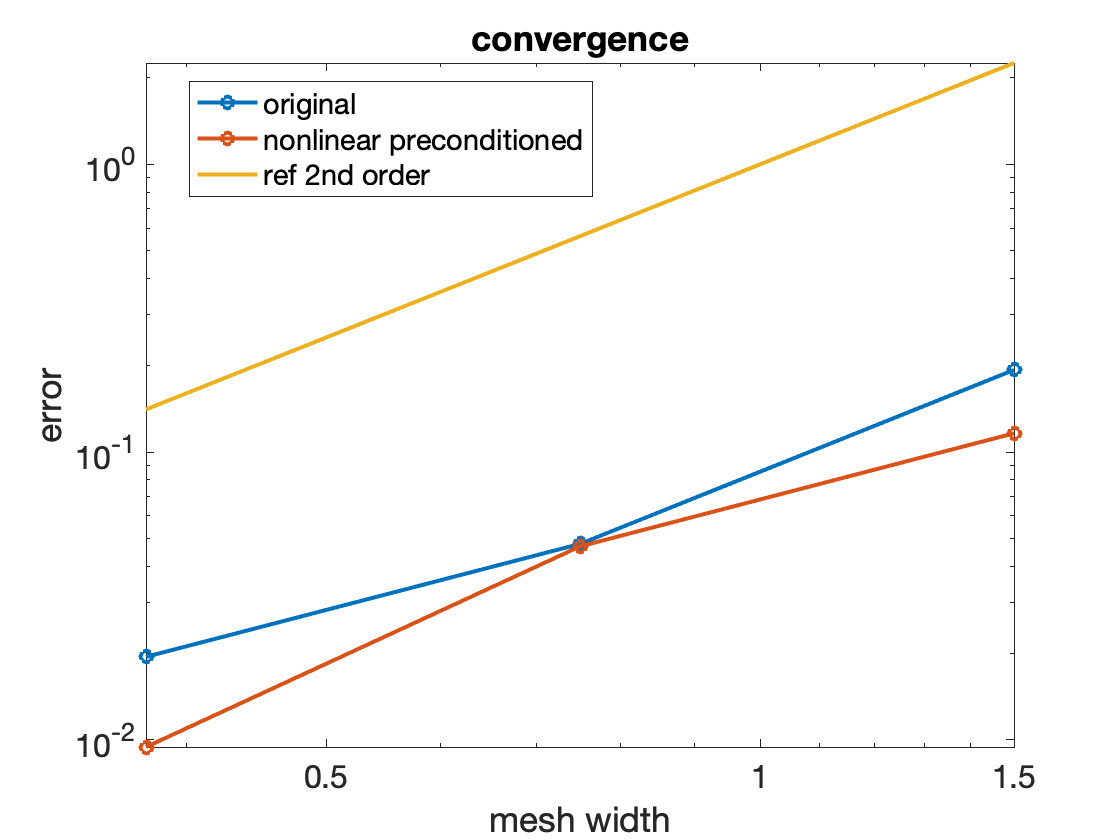 convergence
original
nonlinear preconditioned
ref 2nd order
10^0
10^-1
10^-2
error
0.5
1
1.5
mesh width